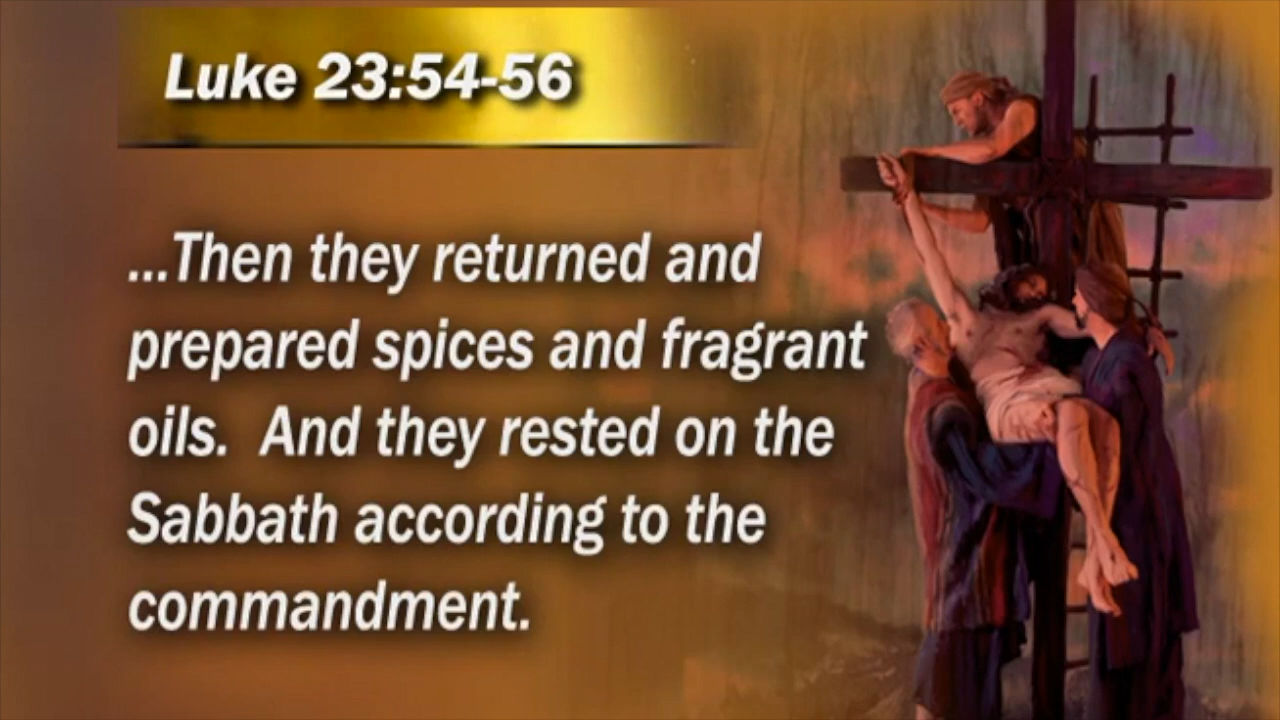 Luke 23:54-56
...Then they returned and
prepared spices and fragrant
oils.  And they rested on the
Sabbath according to the
commandment.